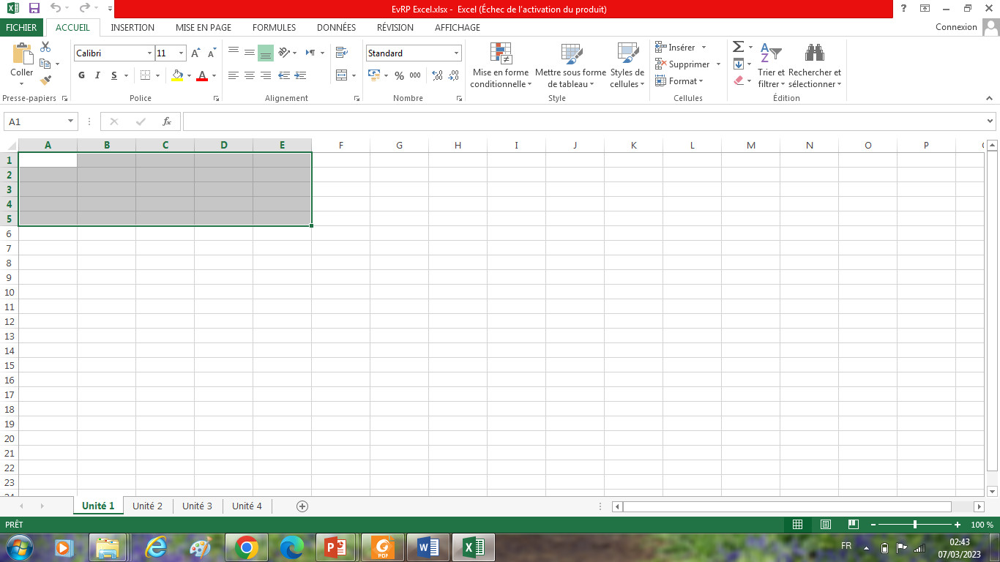 EvRP Excel.xlsx - Excel (Échec de l’activation du produit)
FICHIER ACCUEIL INSERTION MISE EN PAGE FORMULES DONNÉES RÉVISION AFFICHAGE Connexion
Calibri 11 Standard
Coller
G I S
% 000
Mise en forme conditionnelle
Mettre sous forme de tableau
Styles de cellules
Insérer
Supprimer
Format
Trier et filtrer
Rechercher et sélectionner
Presse-papiers Police Alignement Nombre Style Cellules Édition
A1 fx
A B C D E F G H I J K L M N O P
1
2
3
4
5
6
7
8
9
10
11
12
13
14
15
16
17
18
19
20
21
22
23
Unité 1 Unité 2 Unité 3 Unité 4
PRÊT 100 %
FR 02:43
07/03/2023